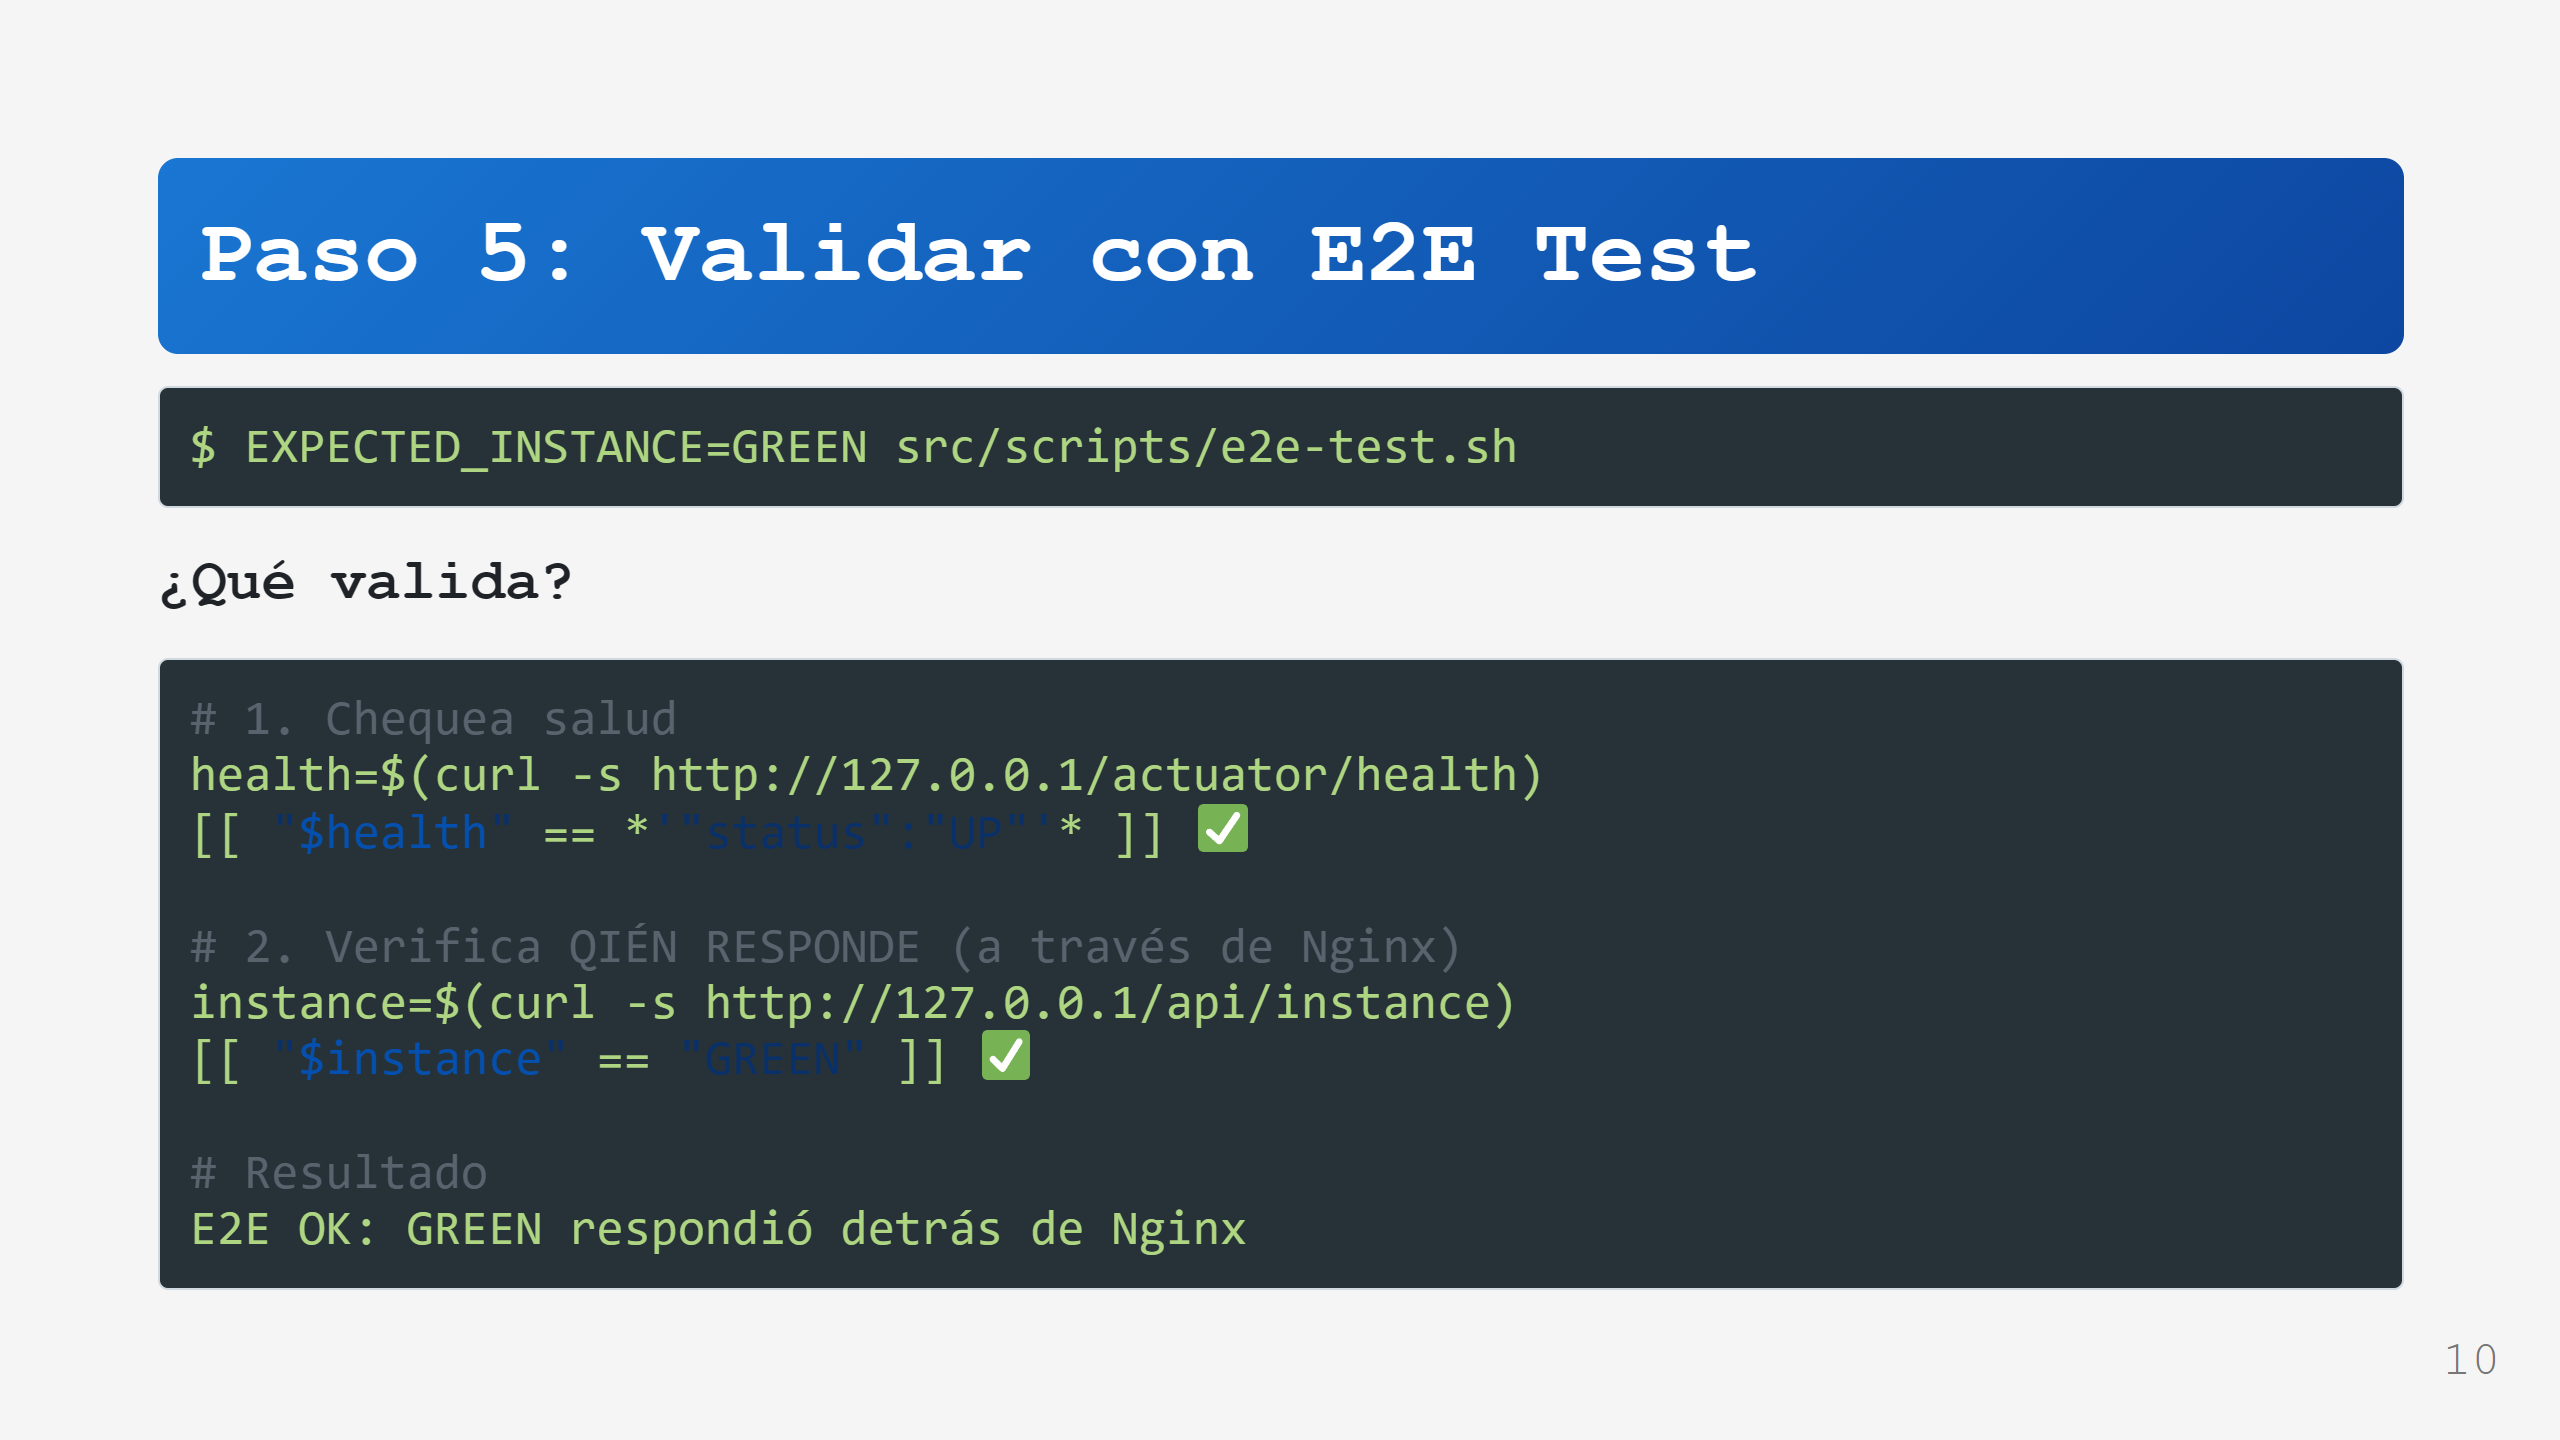 Paso 5: Validar con E2E Test
$ EXPECTED_INSTANCE=GREEN src/scripts/e2e-test.sh
¿Qué valida?
# 1. Chequea salud
health=$(curl -s http://127.0.0.1/actuator/health)
[[ "$health" == *'"status":"UP"'* ]] ✅
# 2. Verifica QIÉN RESPONDE (a través de Nginx)
instance=$(curl -s http://127.0.0.1/api/instance)
[[ "$instance" == "GREEN" ]] ✅
# Resultado
E2E OK: GREEN respondió detrás de Nginx
10